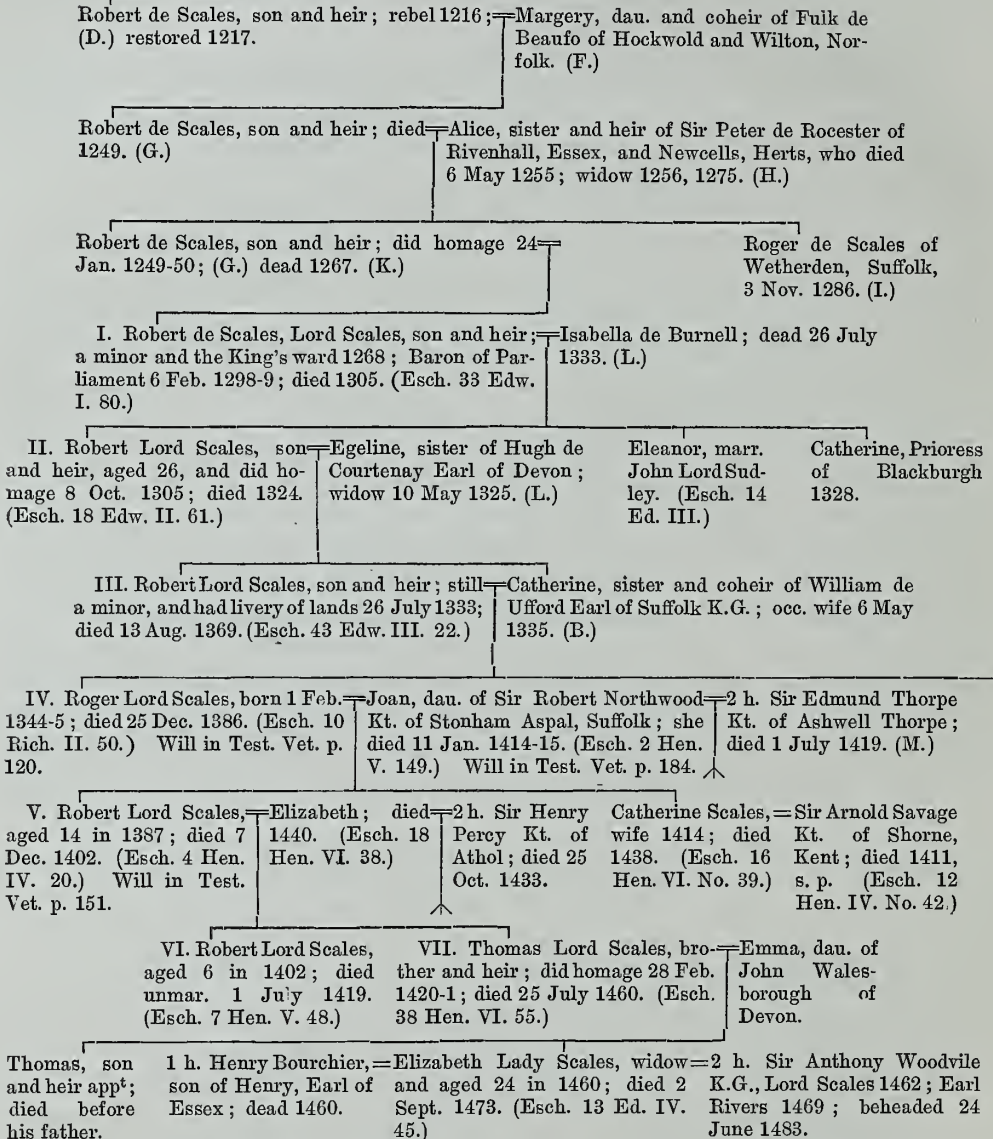 Robert de Scales, son and heir; rebel 1216;
(D.) restored 1217.
Margery, dau. and coheir of Fulk de
Beaufo of Hockwold and Wilton, Nor-
folk. (F.)
Robert de Scales, son and heir; died
1249. (G.)
Alice, sister and heir of Sir Peter de Rocester of
Rivenhall, Essex, and Newcells, Herts, who died
6 May 1255; widow 1256, 1275. (H.)
Robert de Scales, son and heir; did homage 24
Jan. 1249-50; (G.) dead 1267. (K.)
Roger de Scales of
Wetherden, Suffolk,
3 Nov. 1286. (I.)
I. Robert de Scales, Lord Scales, son and heir;
a minor and the King's ward 1268; Baron of Par-
liament 6 Feb. 1298-9; died 1305. (Esch. 33 Edw.
I. 80.)
Isabella de Burnell; dead 26 July
1333. (L.)
II. Robert Lord Scales, son
and heir, aged 26, and did ho-
mage 8 Oct. 1305; died 1324.
(Esch. 18 Edw. II. 61.)
Egeline, sister of Hugh de
Courtenay Earl of Devon;
widow 10 May 1325. (L.)
Eleanor, marr.
John Lord Sud-
ley. (Esch. 14
Ed. III.)
Catherine, Prioress
of Blackburgh
1328.
III. Robert Lord Scales, son and heir; still
a minor, and had livery of lands 26 July 1333;
died 13 Aug. 1369. (Esch. 43 Edw. III. 22.)
Catherine, sister and coheir of William de
Ufford Earl of Suffolk K.G.; occ. wife 6 May
1335. (B.)
IV. Roger Lord Scales, born 1 Feb.
1344-5; died 25 Dec. 1386. (Esch. 10
Rich. II. 50.) Will in Test. Vet. p.
120.
Joan, dau. of Sir Robert Northwood
Kt. of Stonham Aspal, Suffolk; she
died 11 Jan. 1414-15. (Esch. 2 Hen.
V. 149.) Will in Test. Vet. p. 184.
2 h. Sir Edmund Thorpe
Kt. of Ashwell Thorpe;
died 1 July 1419. (M.)
V. Robert Lord Scales,
aged 14 in 1387; died 7
Dec. 1402. (Esch. 4 Hen.
IV. 20.) Will in Test.
Vet. p. 151.
Elizabeth; died
1440. (Esch. 18
Hen. VI. 38.)
2 h. Sir Henry
Percy Kt. of
Athol; died 25
Oct. 1433.
Catherine Scales,
wife 1414; died
1438. (Esch. 16
Hen. VI. No. 39.)
Sir Arnold Savage
Kt. of Shorne,
Kent; died 1411,
s. p. (Esch. 12
Hen. IV. No. 42.)
VI. Robert Lord Scales,
aged 6 in 1402; died
unmar. 1 July 1419.
(Esch. 7 Hen. V. 48.)
VII. Thomas Lord Scales, bro-
ther and heir; did homage 28 Feb.
1420-1; died 25 July 1460. (Esch.
38 Hen. VI. 55.)
Emma, dau. of
John Wales-
borough of
Devon.
Thomas, son
and heir appt;
died before
his father.
1 h. Henry Bourchier,
son of Henry, Earl of
Essex; dead 1460.
Elizabeth Lady Scales, widow
and aged 24 in 1460; died 2
Sept. 1473. (Esch. 13 Ed. IV.
45.)
2 h. Sir Anthony Woodvile
K.G., Lord Scales 1462; Earl
Rivers 1469; beheaded 24
June 1483.